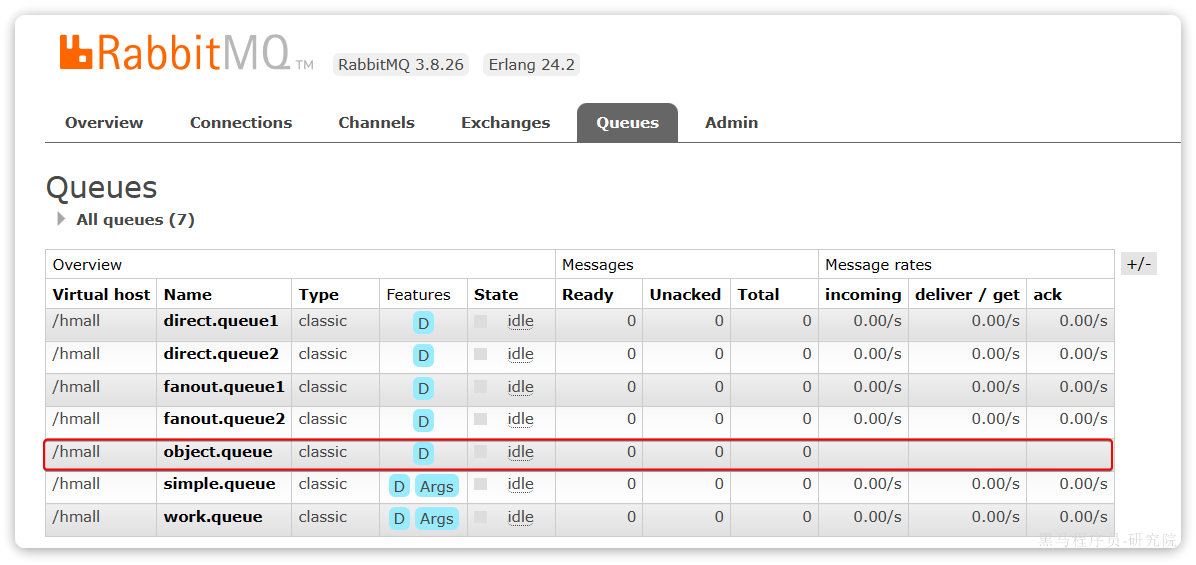 RabbitMQ TM RabbitMQ 3.8.26 Erlang 24.2
Overview Connections Channels Exchanges Queues Admin
Queues
All queues (7)
Overview Messages Message rates +/-
Virtual host Name Type Features State Ready Unacked Total incoming deliver / get ack
/hmall direct.queue1 classic D idle 0 0 0 0.00/s 0.00/s 0.00/s
/hmall direct.queue2 classic D idle 0 0 0 0.00/s 0.00/s 0.00/s
/hmall fanout.queue1 classic D idle 0 0 0 0.00/s 0.00/s 0.00/s
/hmall fanout.queue2 classic D idle 0 0 0 0.00/s 0.00/s 0.00/s
/hmall object.queue classic D idle 0 0 0
/hmall simple.queue classic D Args idle 0 0 0 0.00/s 0.00/s 0.00/s
/hmall work.queue classic D Args idle 0 0 0 0.00/s 0.00/s 0.00/s
黑马程序员-研究院